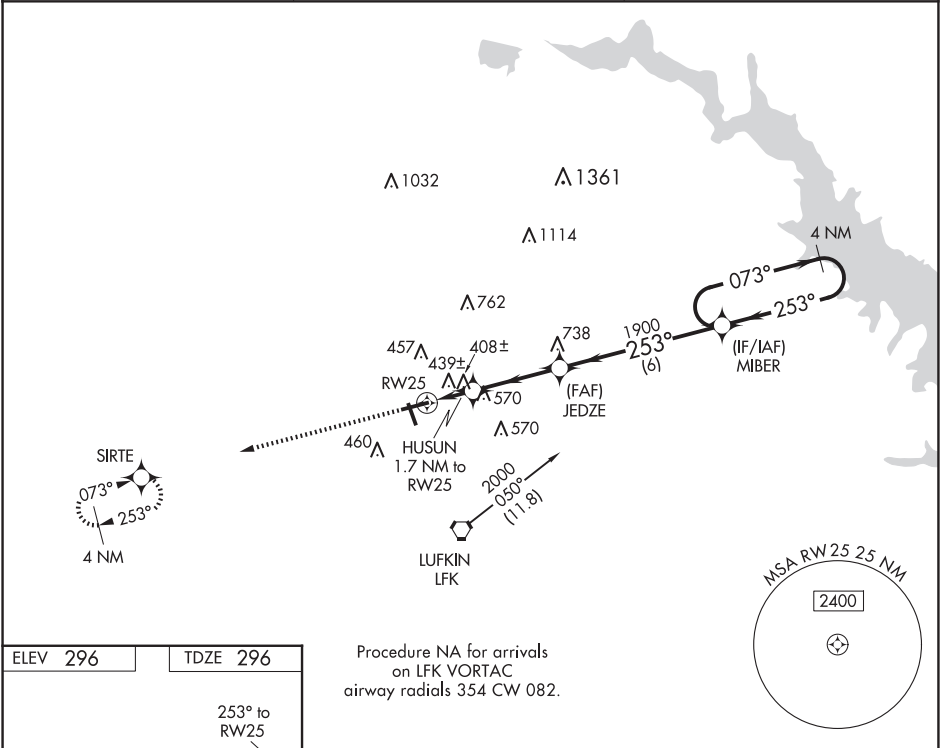 1032
1361
1114
4 NM
073°
253°
762
738
1900
253°
(6)
(IF/IAF)
MIBER
457
408±
439±
RW25
570
(FAF)
JEDZE
570
460
HUSUN
1.7 NM to
RW25
SIRTE
073°
253°
4 NM
2000
050°
(11.8)
LUFKIN
LFK
MSA RW 25 25 NM
2400
ELEV 296
TDZE 296
Procedure NA for arrivals
on LFK VORTAC
airway radials 354 CW 082.
253° to
RW25